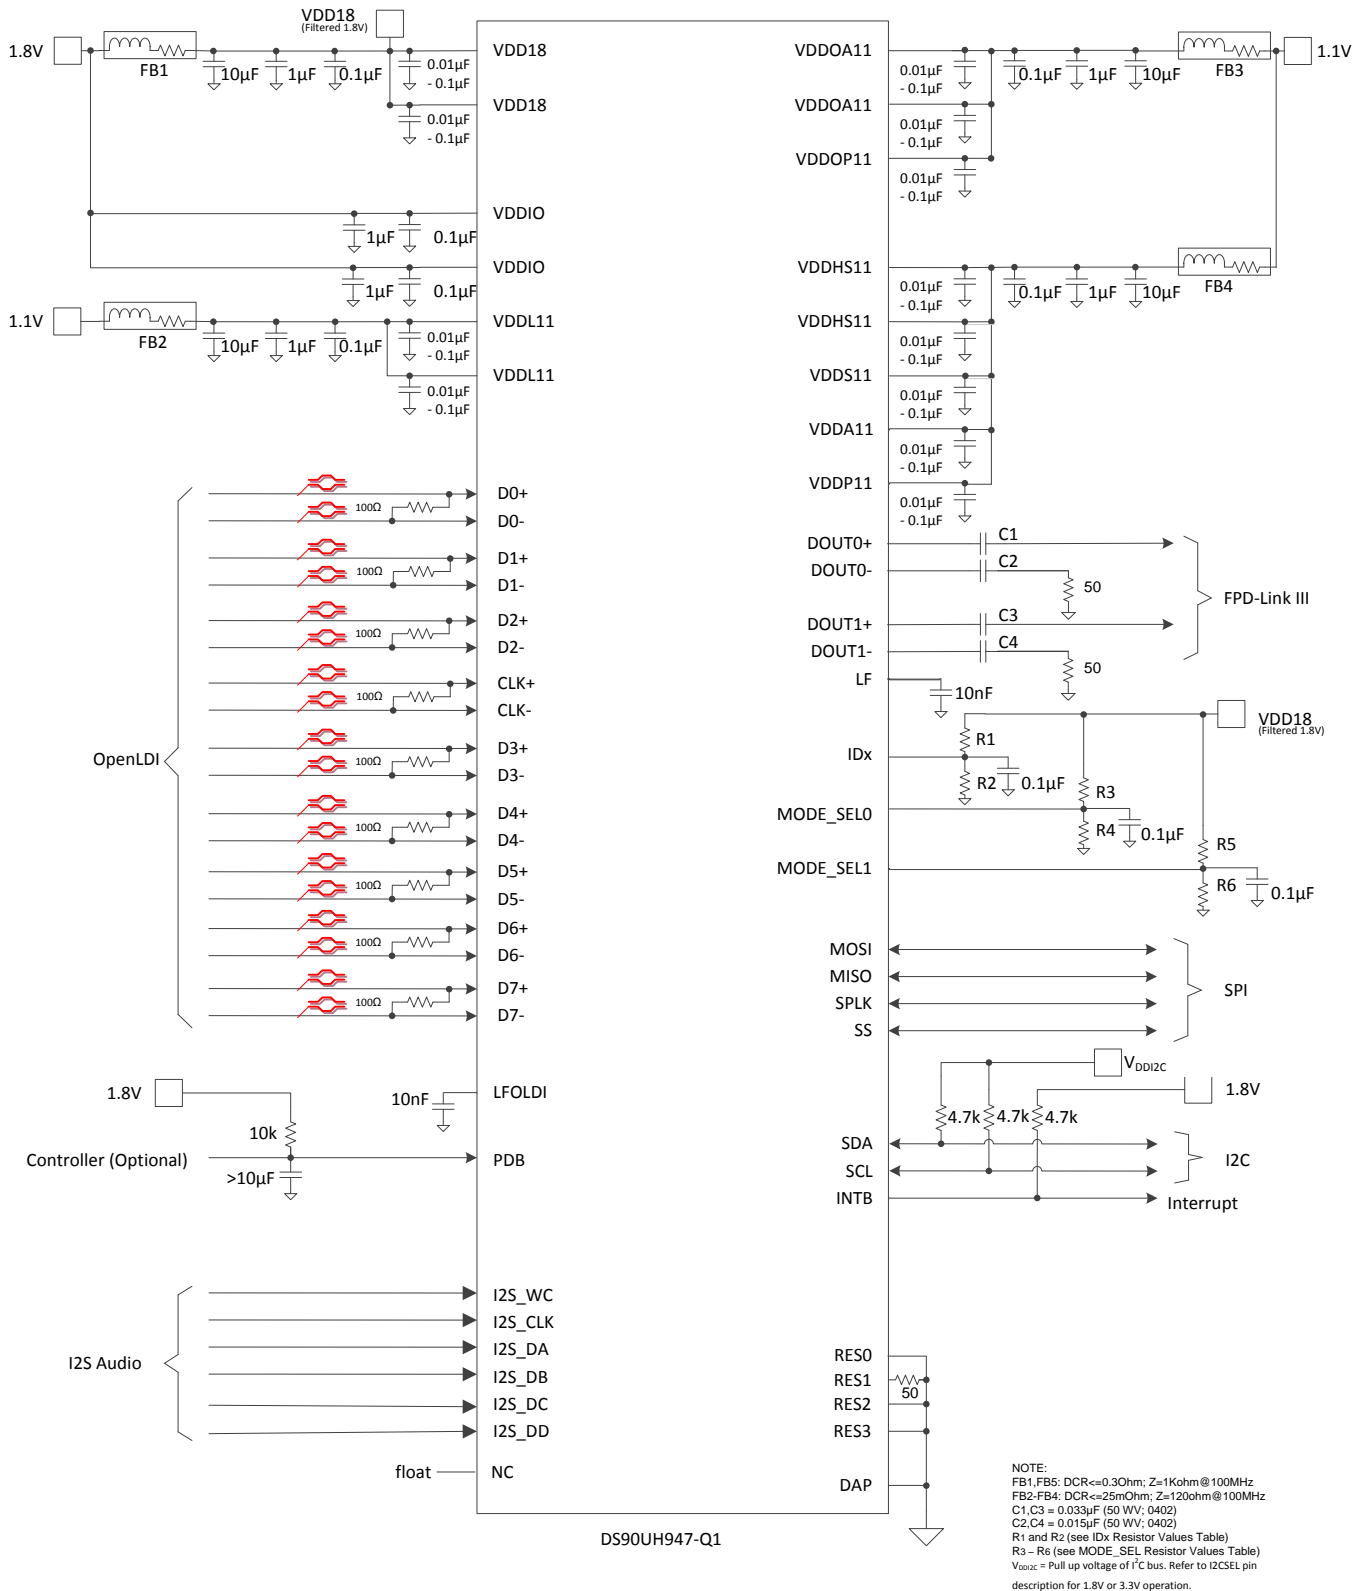 VDD18
(Filtered 1.8V)
1.8V
FB1
10µF
1µF
0.1µF
0.01µF
- 0.1µF
VDD18
0.01µF
- 0.1µF
VDD18
1µF
0.1µF
VDDIO
1µF
0.1µF
VDDIO
1.1V
FB2
10µF
1µF
0.1µF
0.01µF
- 0.1µF
VDDL11
0.01µF
- 0.1µF
VDDL11
VDDOA11
0.01µF
- 0.1µF
0.1µF
1µF
10µF
FB3
1.1V
VDDOA11
0.01µF
- 0.1µF
VDDOP11
0.01µF
- 0.1µF
VDDHS11
0.01µF
- 0.1µF
0.1µF
1µF
10µF
FB4
VDDHS11
0.01µF
- 0.1µF
VDDS11
0.01µF
- 0.1µF
VDDA11
0.01µF
- 0.1µF
VDDP11
0.01µF
- 0.1µF
OpenLDI
100Ω
D0+
D0-
100Ω
D1+
D1-
100Ω
D2+
D2-
100Ω
CLK+
CLK-
100Ω
D3+
D3-
100Ω
D4+
D4-
100Ω
D5+
D5-
100Ω
D6+
D6-
100Ω
D7+
D7-
DOUT0+
C1
DOUT0-
C2
50
FPD-Link III
DOUT1+
C3
DOUT1-
C4
50
LF
10nF
VDD18
(Filtered 1.8V)
IDx
R1
R2
0.1µF
MODE_SEL0
R3
R4
0.1µF
MODE_SEL1
R5
R6
0.1µF
MOSI
MISO
SPLK
SS
SPI
VDDI2C
1.8V
4.7k
4.7k
4.7k
SDA
SCL
I2C
INTB
Interrupt
10nF
LFOLDI
1.8V
10k
Controller (Optional)
>10µF
PDB
I2S Audio
I2S_WC
I2S_CLK
I2S_DA
I2S_DB
I2S_DC
I2S_DD
float
NC
RES0
RES1
50
RES2
RES3
DAP
DS90UH947-Q1
NOTE:
FB1,FB5: DCR<=0.3Ohm; Z=1Kohm@100MHz
FB2-FB4: DCR<=25mOhm; Z=120ohm@100MHz
C1,C3 = 0.033µF (50 WV; 0402)
C2,C4 = 0.015µF (50 WV; 0402)
R1 and R2 (see IDx Resistor Values Table)
R3 – R6 (see MODE_SEL Resistor Values Table)
VDDI2C = Pull up voltage of I2C bus. Refer to I2CSEL pin
description for 1.8V or 3.3V operation.